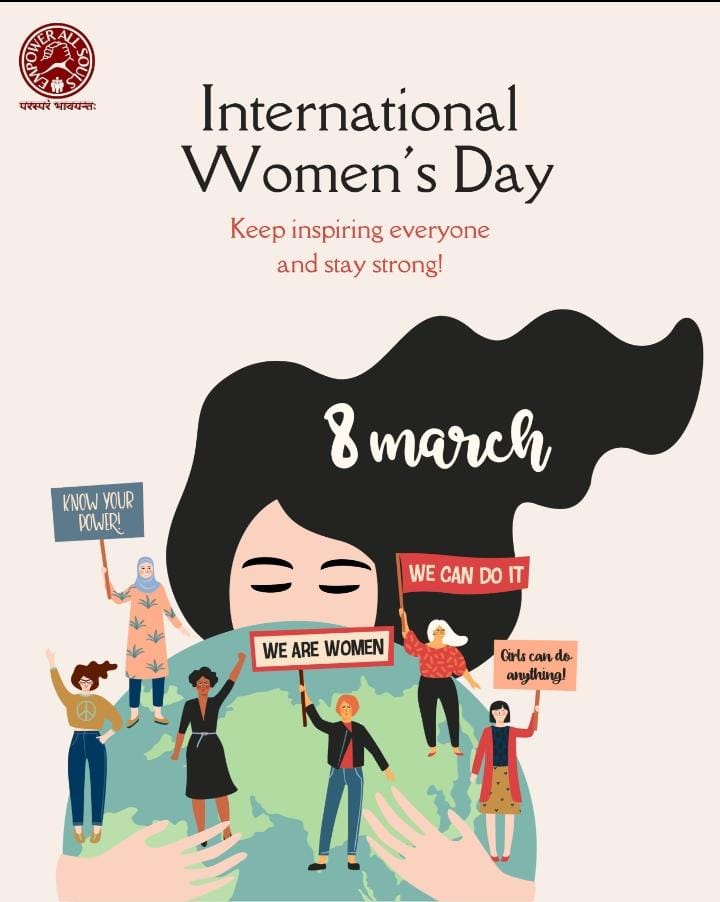 EMPOWER ALL SOULS
परस्परं भावयन्तः
International
Women's Day
Keep inspiring everyone
and stay strong!
8 march
KNOW YOUR
POWER!
WE CAN DO IT
WE ARE WOMEN
Girls can do
anything!